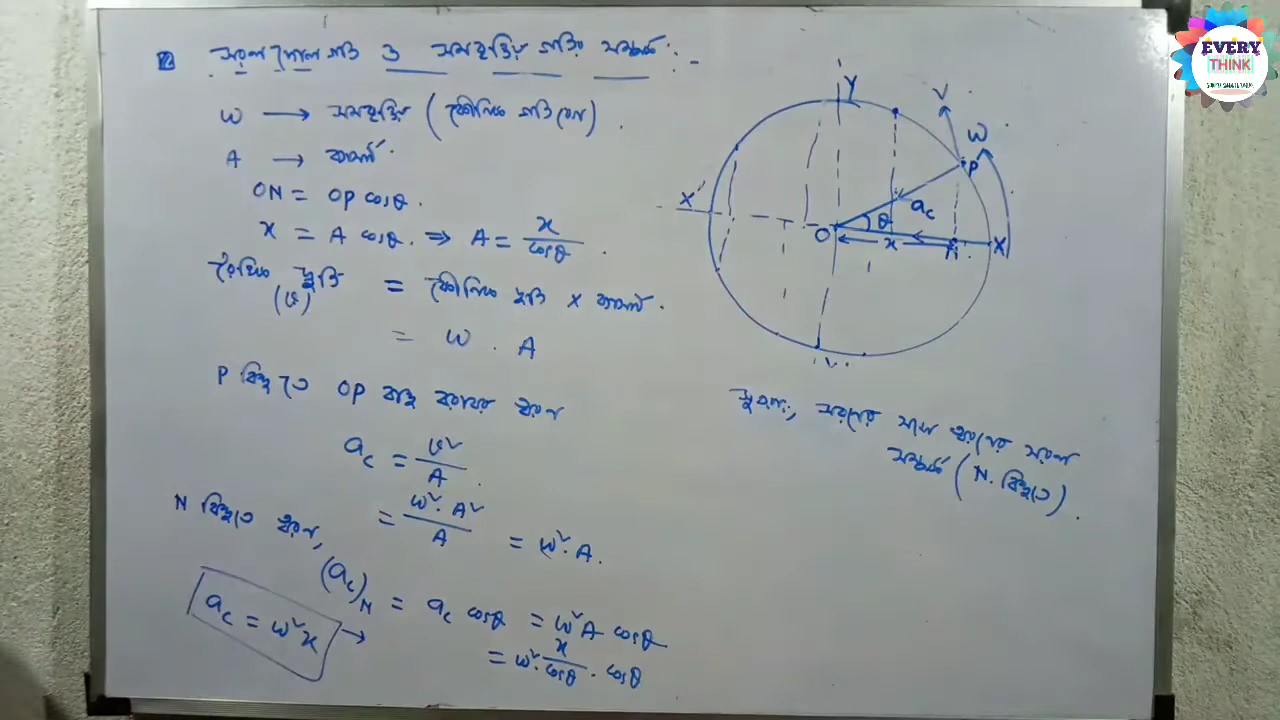 সরল দোল গতি ও সমবৃত্তির গতির সম্পর্ক :-
ω → সমবৃত্তির (কৌনিক গতিবেগ).
A → ব্যাসার্ধ
ON = OP cosθ.
x = A cosθ. ⇒ A = x/cosθ.
রৈখিক দ্রুতি = কৌনিক দ্রুতি × ব্যাসার্ধ.
(v)
= ω . A
P বিন্দুতে OP বাহু বরাবর ত্বরণ
a_c = v²/A.
= ω². A²/A = ω². A.
N বিন্দুতে ত্বরণ,
(a_c)_N = a_c cosθ = ω²A cosθ
= ω². x/cosθ . cosθ
a_c = ω²x →
Y
V
ω
P
X'
a_c
θ
O
x
N
X
সুতরাং, সরণের সাথে ত্বরণের সরল
সম্পর্ক (N. বিন্দুতে).
EVERY
THINK